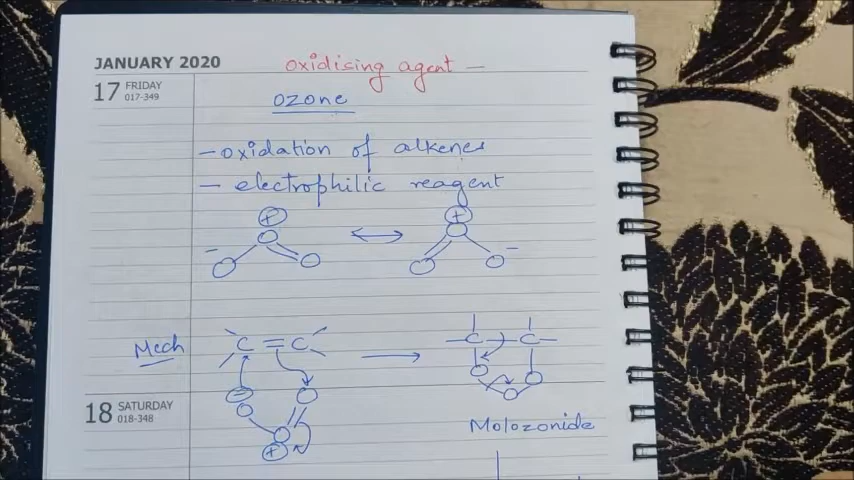 JANUARY 2020
oxidising agent -
17 FRIDAY
017-349
ozone
- oxidation of alkenes
- electrophilic reagent
+ +
O O
- O O O O -
Mech C = C C C
O O
- O O O
O
18 SATURDAY
018-348
O
+
Molozonide